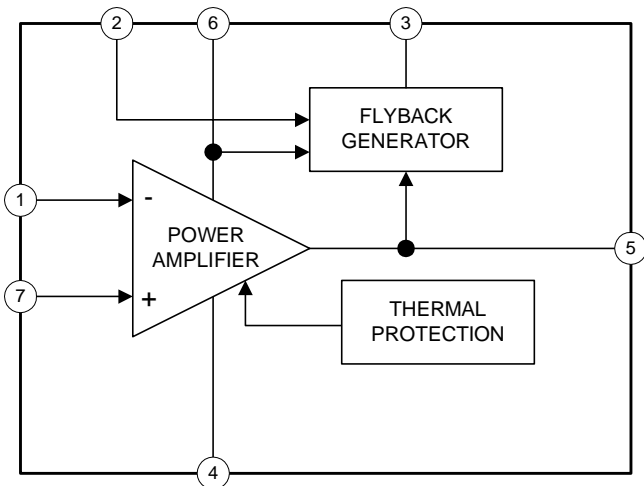 2
6
3
FLYBACK
GENERATOR
1
-
POWER
AMPLIFIER
5
7
+
THERMAL
PROTECTION
4